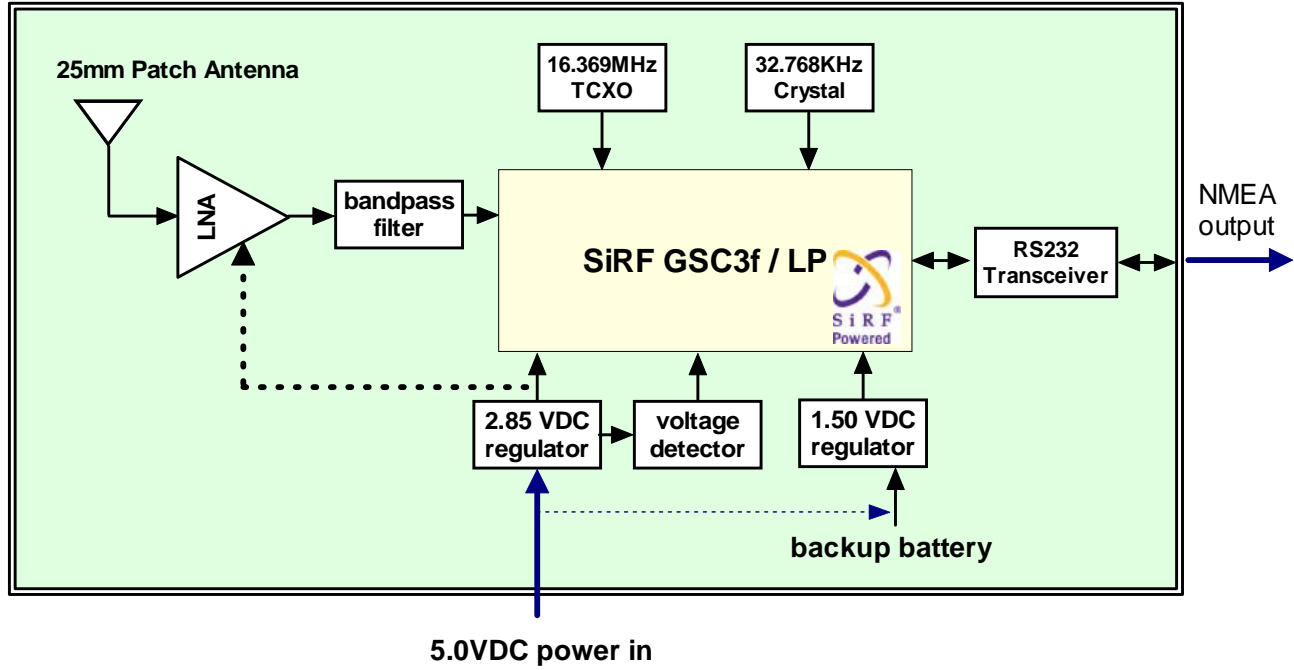 16.369MHz
TCXO
32.768KHz
Crystal
25mm Patch Antenna
LNA
bandpass
filter
SiRF GSC3f / LP
SiRF®
Powered
RS232
Transceiver
NMEA
output
2.85 VDC
regulator
voltage
detector
1.50 VDC
regulator
backup battery
5.0VDC power in